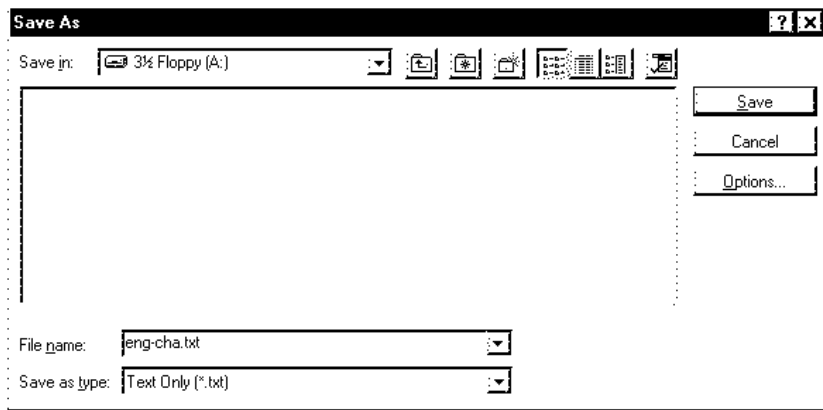 Save As
Save in: 3½ Floppy (A:)
Save
Cancel
Options...
File name: eng-cha.txt
Save as type: Text Only (*.txt)